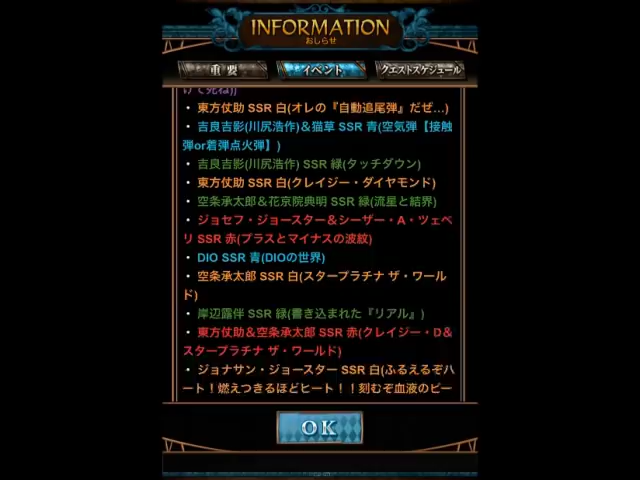 INFORMATION
おしらせ
重要 イベント クエストスケジュール
けて死ね)]
・東方仗助 SSR 白(オレの『自動追尾弾』だぜ…)
・吉良吉影(川尻浩作)&猫草 SSR 青(空気弾【接触
弾or着弾点火弾】)
・吉良吉影(川尻浩作) SSR 緑(タッチダウン)
・東方仗助 SSR 白(クレイジー・ダイヤモンド)
・空条承太郎&花京院典明 SSR 緑(流星と結界)
・ジョセフ・ジョースター&シーザー・A・ツェペ
リ SSR 赤(プラスとマイナスの波紋)
・DIO SSR 青(DIOの世界)
・空条承太郎 SSR 白(スタープラチナ ザ・ワール
ド)
・岸辺露伴 SSR 緑(書き込まれた『リアル』)
・東方仗助&空条承太郎 SSR 赤(クレイジー・D&
スタープラチナ ザ・ワールド)
・ジョナサン・ジョースター SSR 白(ふるえるぞハ
ート！燃えつきるほどヒート！！刻むぞ血液のビー
OK